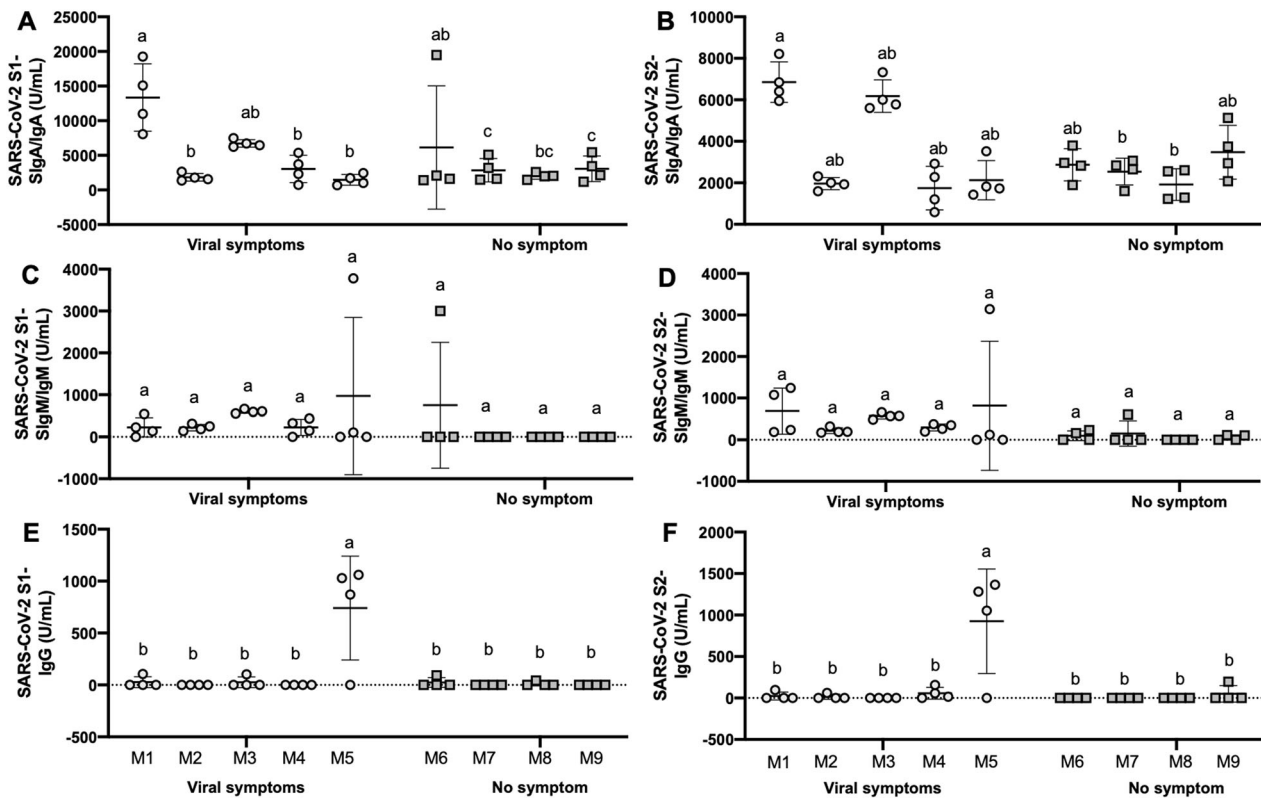 A
SARS-CoV-2 S1-
SIgA/IgA (U/mL)
25000
20000
15000
10000
5000
0
-5000
a
b
ab
b
b
ab
c
bc
c
Viral symptoms
No symptom
B
SARS-CoV-2 S2-
SIgA/IgA (U/mL)
10000
8000
6000
4000
2000
0
a
ab
ab
ab
ab
ab
b
b
ab
Viral symptoms
No symptom
C
SARS-CoV-2 S1-
SIgM/IgM (U/mL)
4000
3000
2000
1000
0
-1000
a
a
a
a
a
a
a
a
a
Viral symptoms
No symptom
D
SARS-CoV-2 S2-
SIgM/IgM (U/mL)
4000
3000
2000
1000
0
-1000
a
a
a
a
a
a
a
a
a
Viral symptoms
No symptom
E
SARS-CoV-2 S1-
IgG (U/mL)
1500
1000
500
0
-500
b
b
b
b
a
b
b
b
b
M1 M2 M3 M4 M5 M6 M7 M8 M9
Viral symptoms
No symptom
F
SARS-CoV-2 S2-
IgG (U/mL)
2000
1500
1000
500
0
-500
b
b
b
b
a
b
b
b
b
M1 M2 M3 M4 M5 M6 M7 M8 M9
Viral symptoms
No symptom